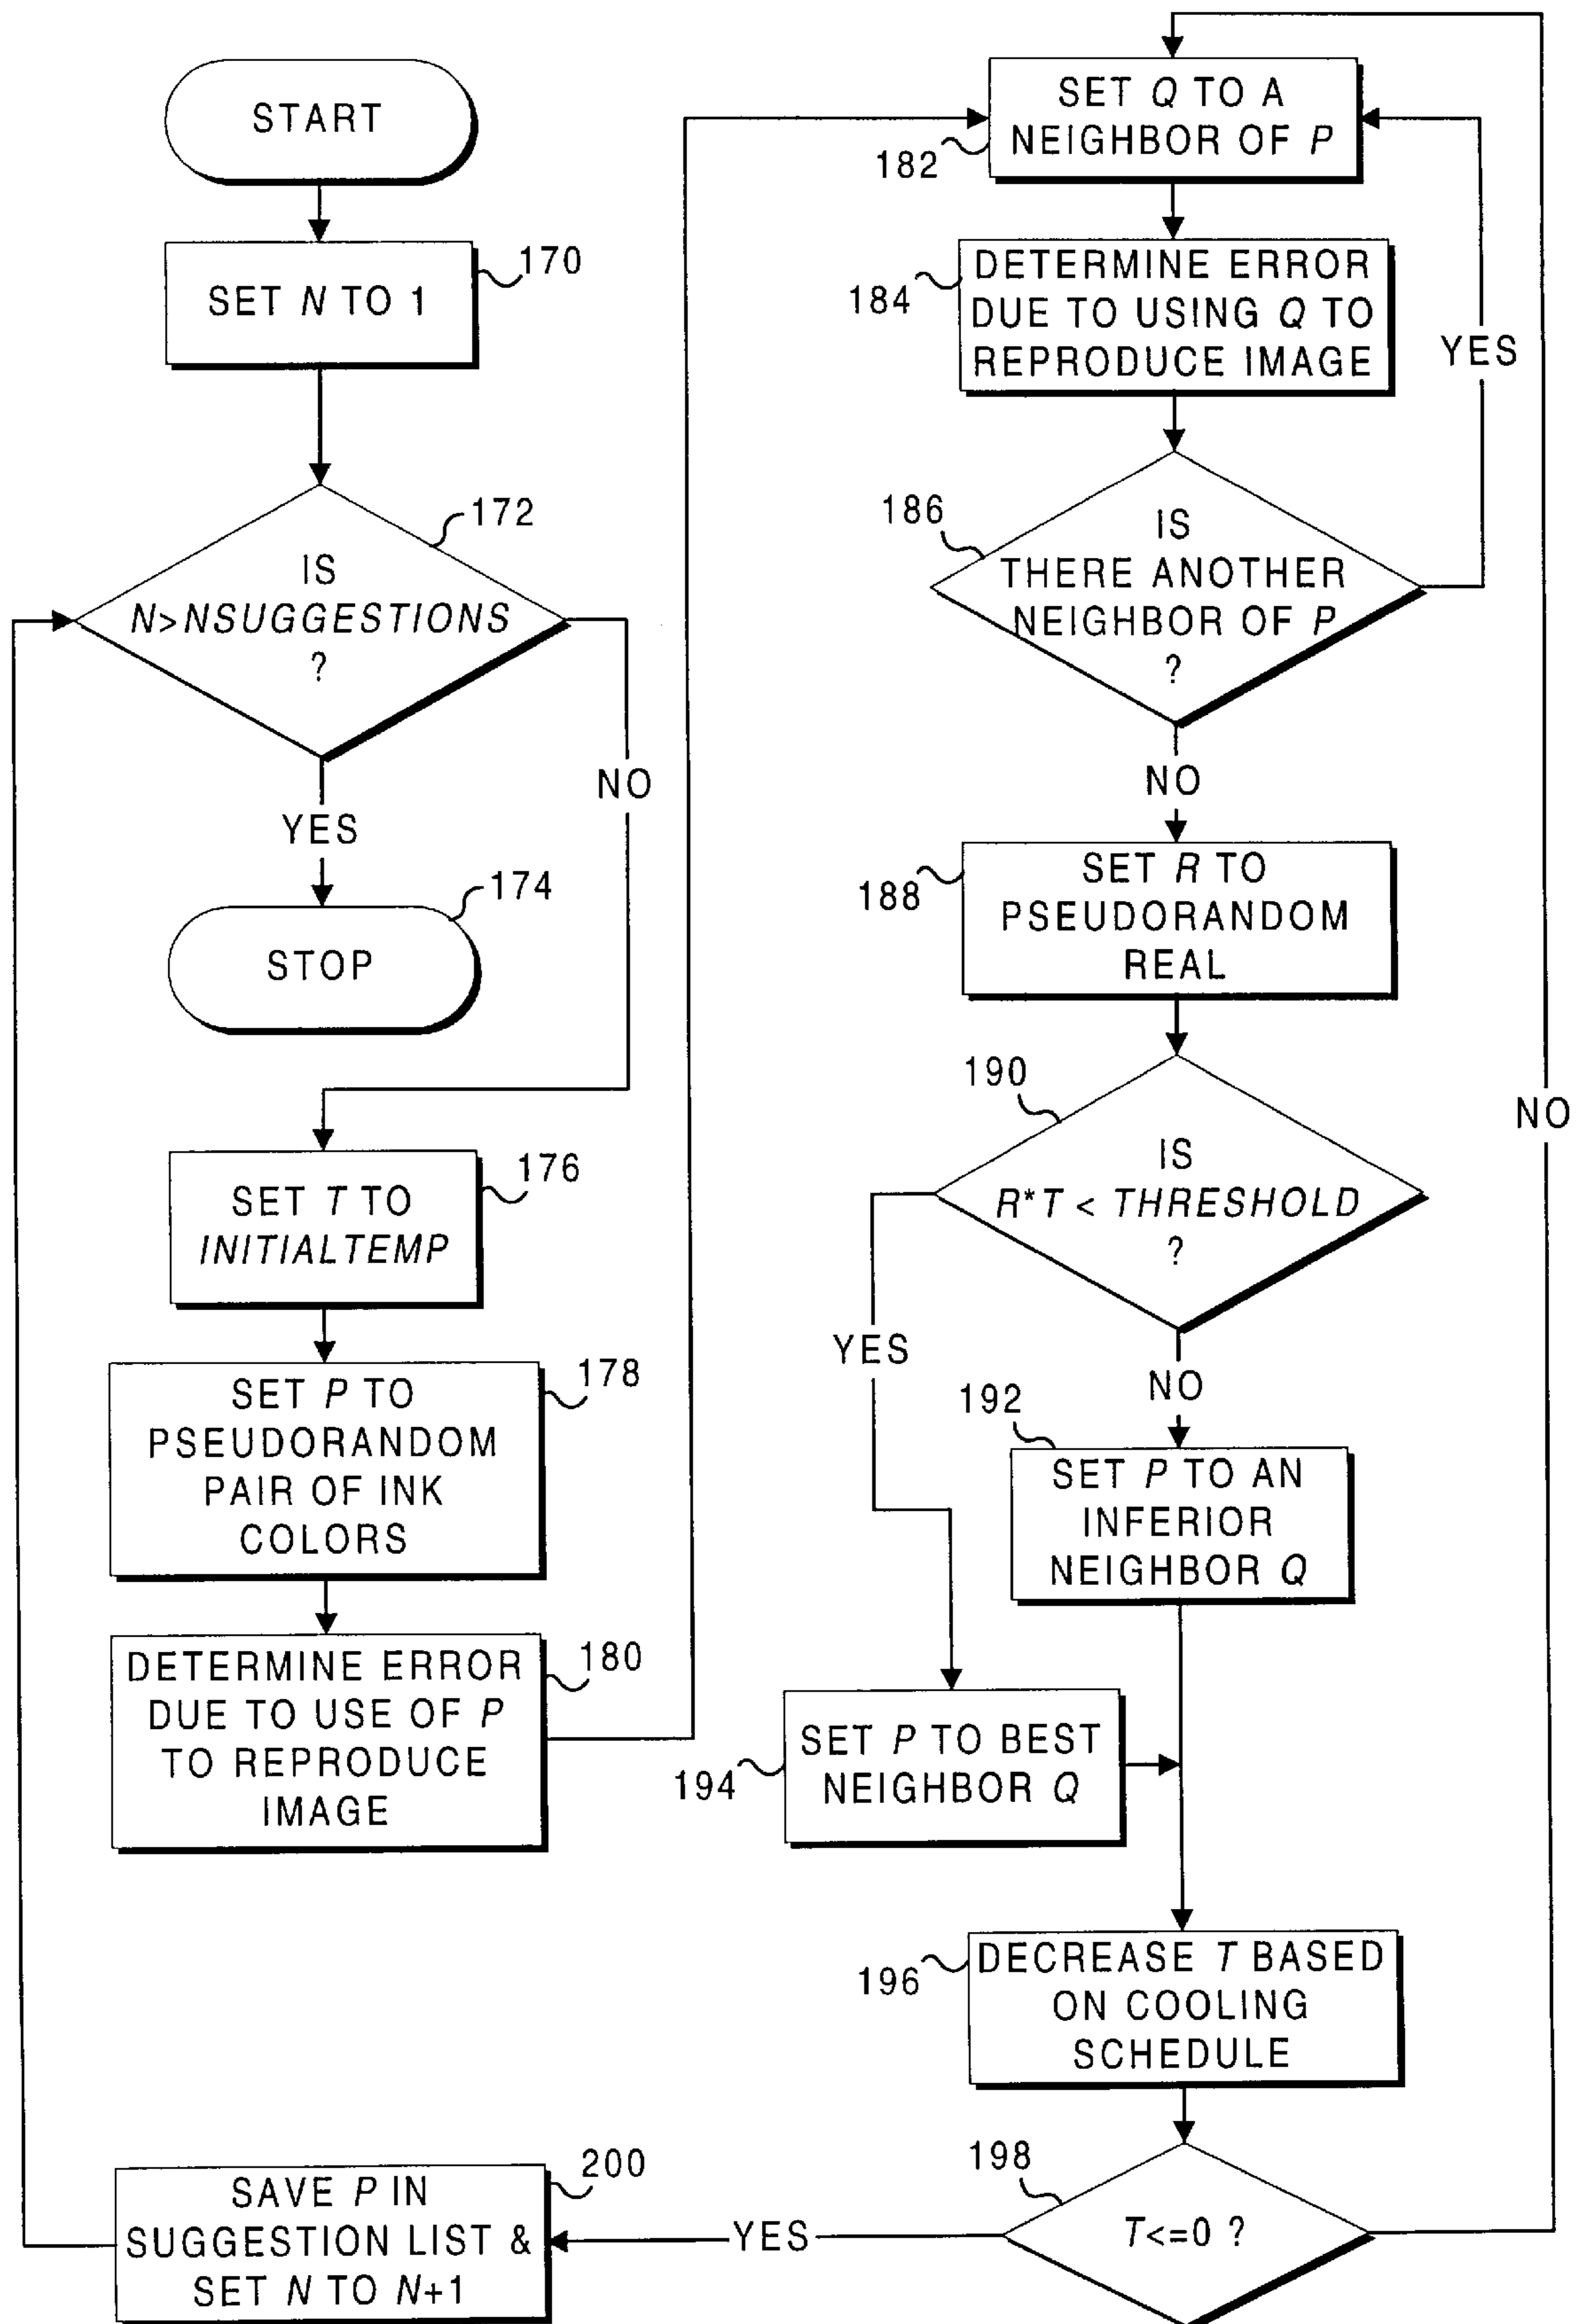 START
170
SET N TO 1
172
IS
N>NSUGGESTIONS
?
NO
YES
174
STOP
176
SET T TO
INITIALTEMP
178
SET P TO
PSEUDORANDOM
PAIR OF INK
COLORS
180
DETERMINE ERROR
DUE TO USE OF P
TO REPRODUCE
IMAGE
182
SET Q TO A
NEIGHBOR OF P
184
DETERMINE ERROR
DUE TO USING Q TO
REPRODUCE IMAGE
YES
186
IS
THERE ANOTHER
NEIGHBOR OF P
?
NO
188
SET R TO
PSEUDORANDOM
REAL
190
IS
R*T < THRESHOLD
?
YES
NO
192
SET P TO AN
INFERIOR
NEIGHBOR Q
194
SET P TO BEST
NEIGHBOR Q
196
DECREASE T BASED
ON COOLING
SCHEDULE
198
T<=0 ?
NO
YES
200
SAVE P IN
SUGGESTION LIST &
SET N TO N+1